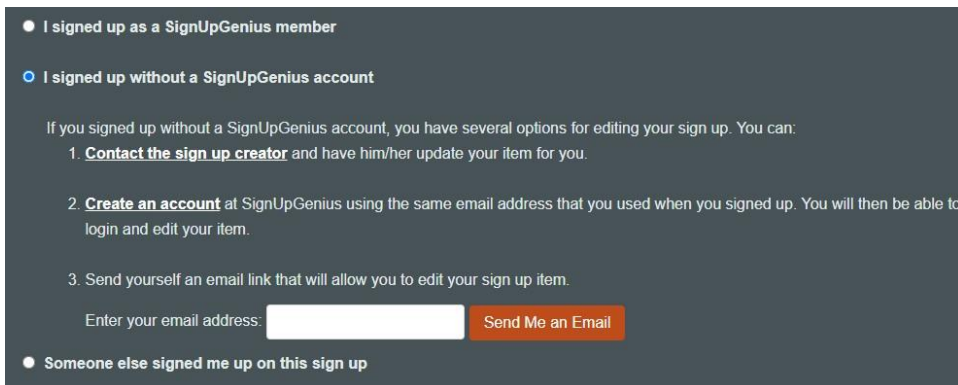 I signed up as a SignUpGenius member
I signed up without a SignUpGenius account
If you signed up without a SignUpGenius account, you have several options for editing your sign up. You can:
1. Contact the sign up creator and have him/her update your item for you.
2. Create an account at SignUpGenius using the same email address that you used when you signed up. You will then be able to
login and edit your item.
3. Send yourself an email link that will allow you to edit your sign up item.
Enter your email address: Send Me an Email
Someone else signed me up on this sign up